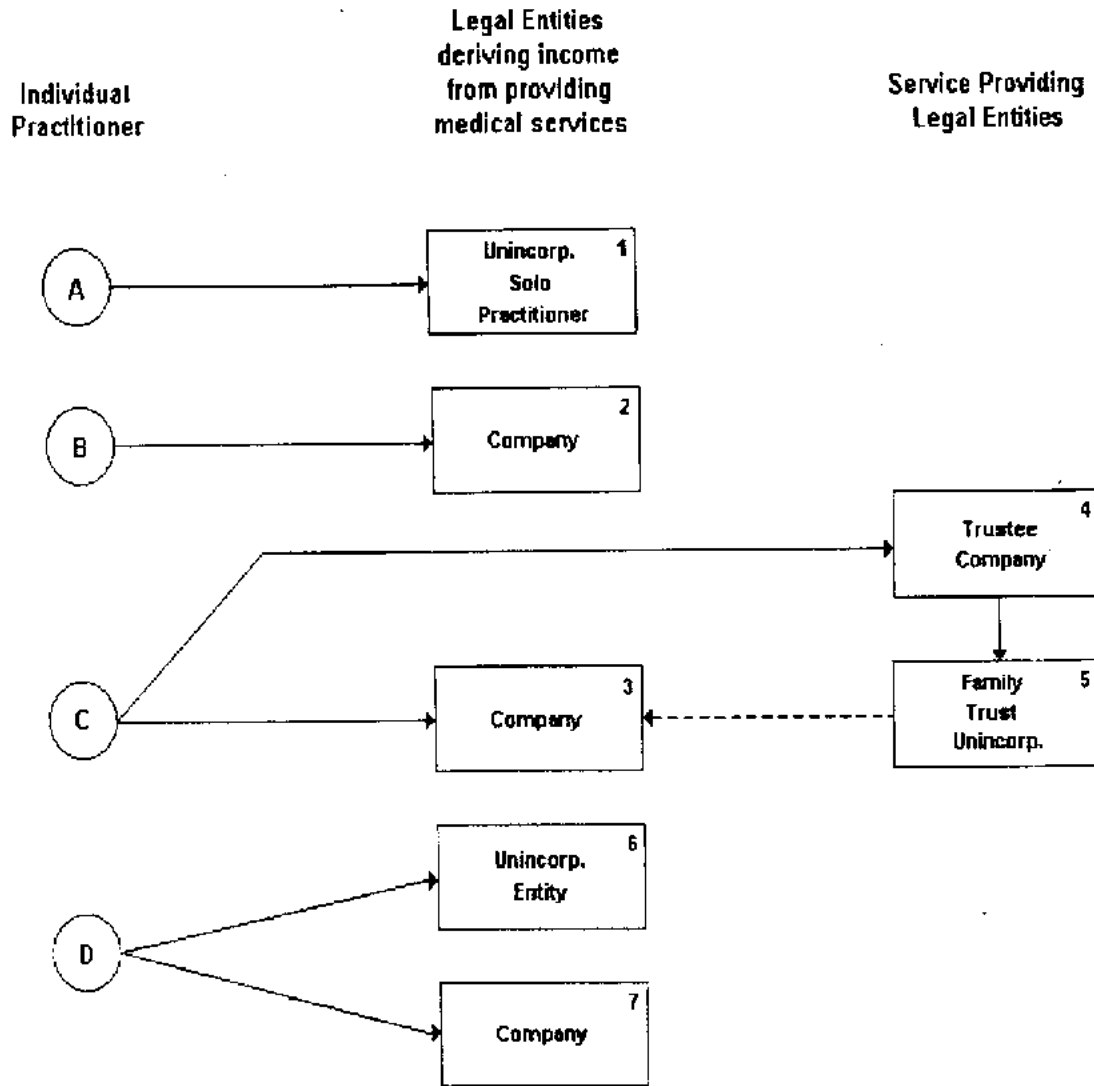 Legal Entities
deriving income
from providing
medical services
Individual
Practitioner
Service Providing
Legal Entities
A
Unincorp.
Solo
Practitioner
1
B
Company
2
Trustee
Company
4
C
Company
3
Family
Trust
Unincorp.
5
Unincorp.
Entity
6
D
Company
7